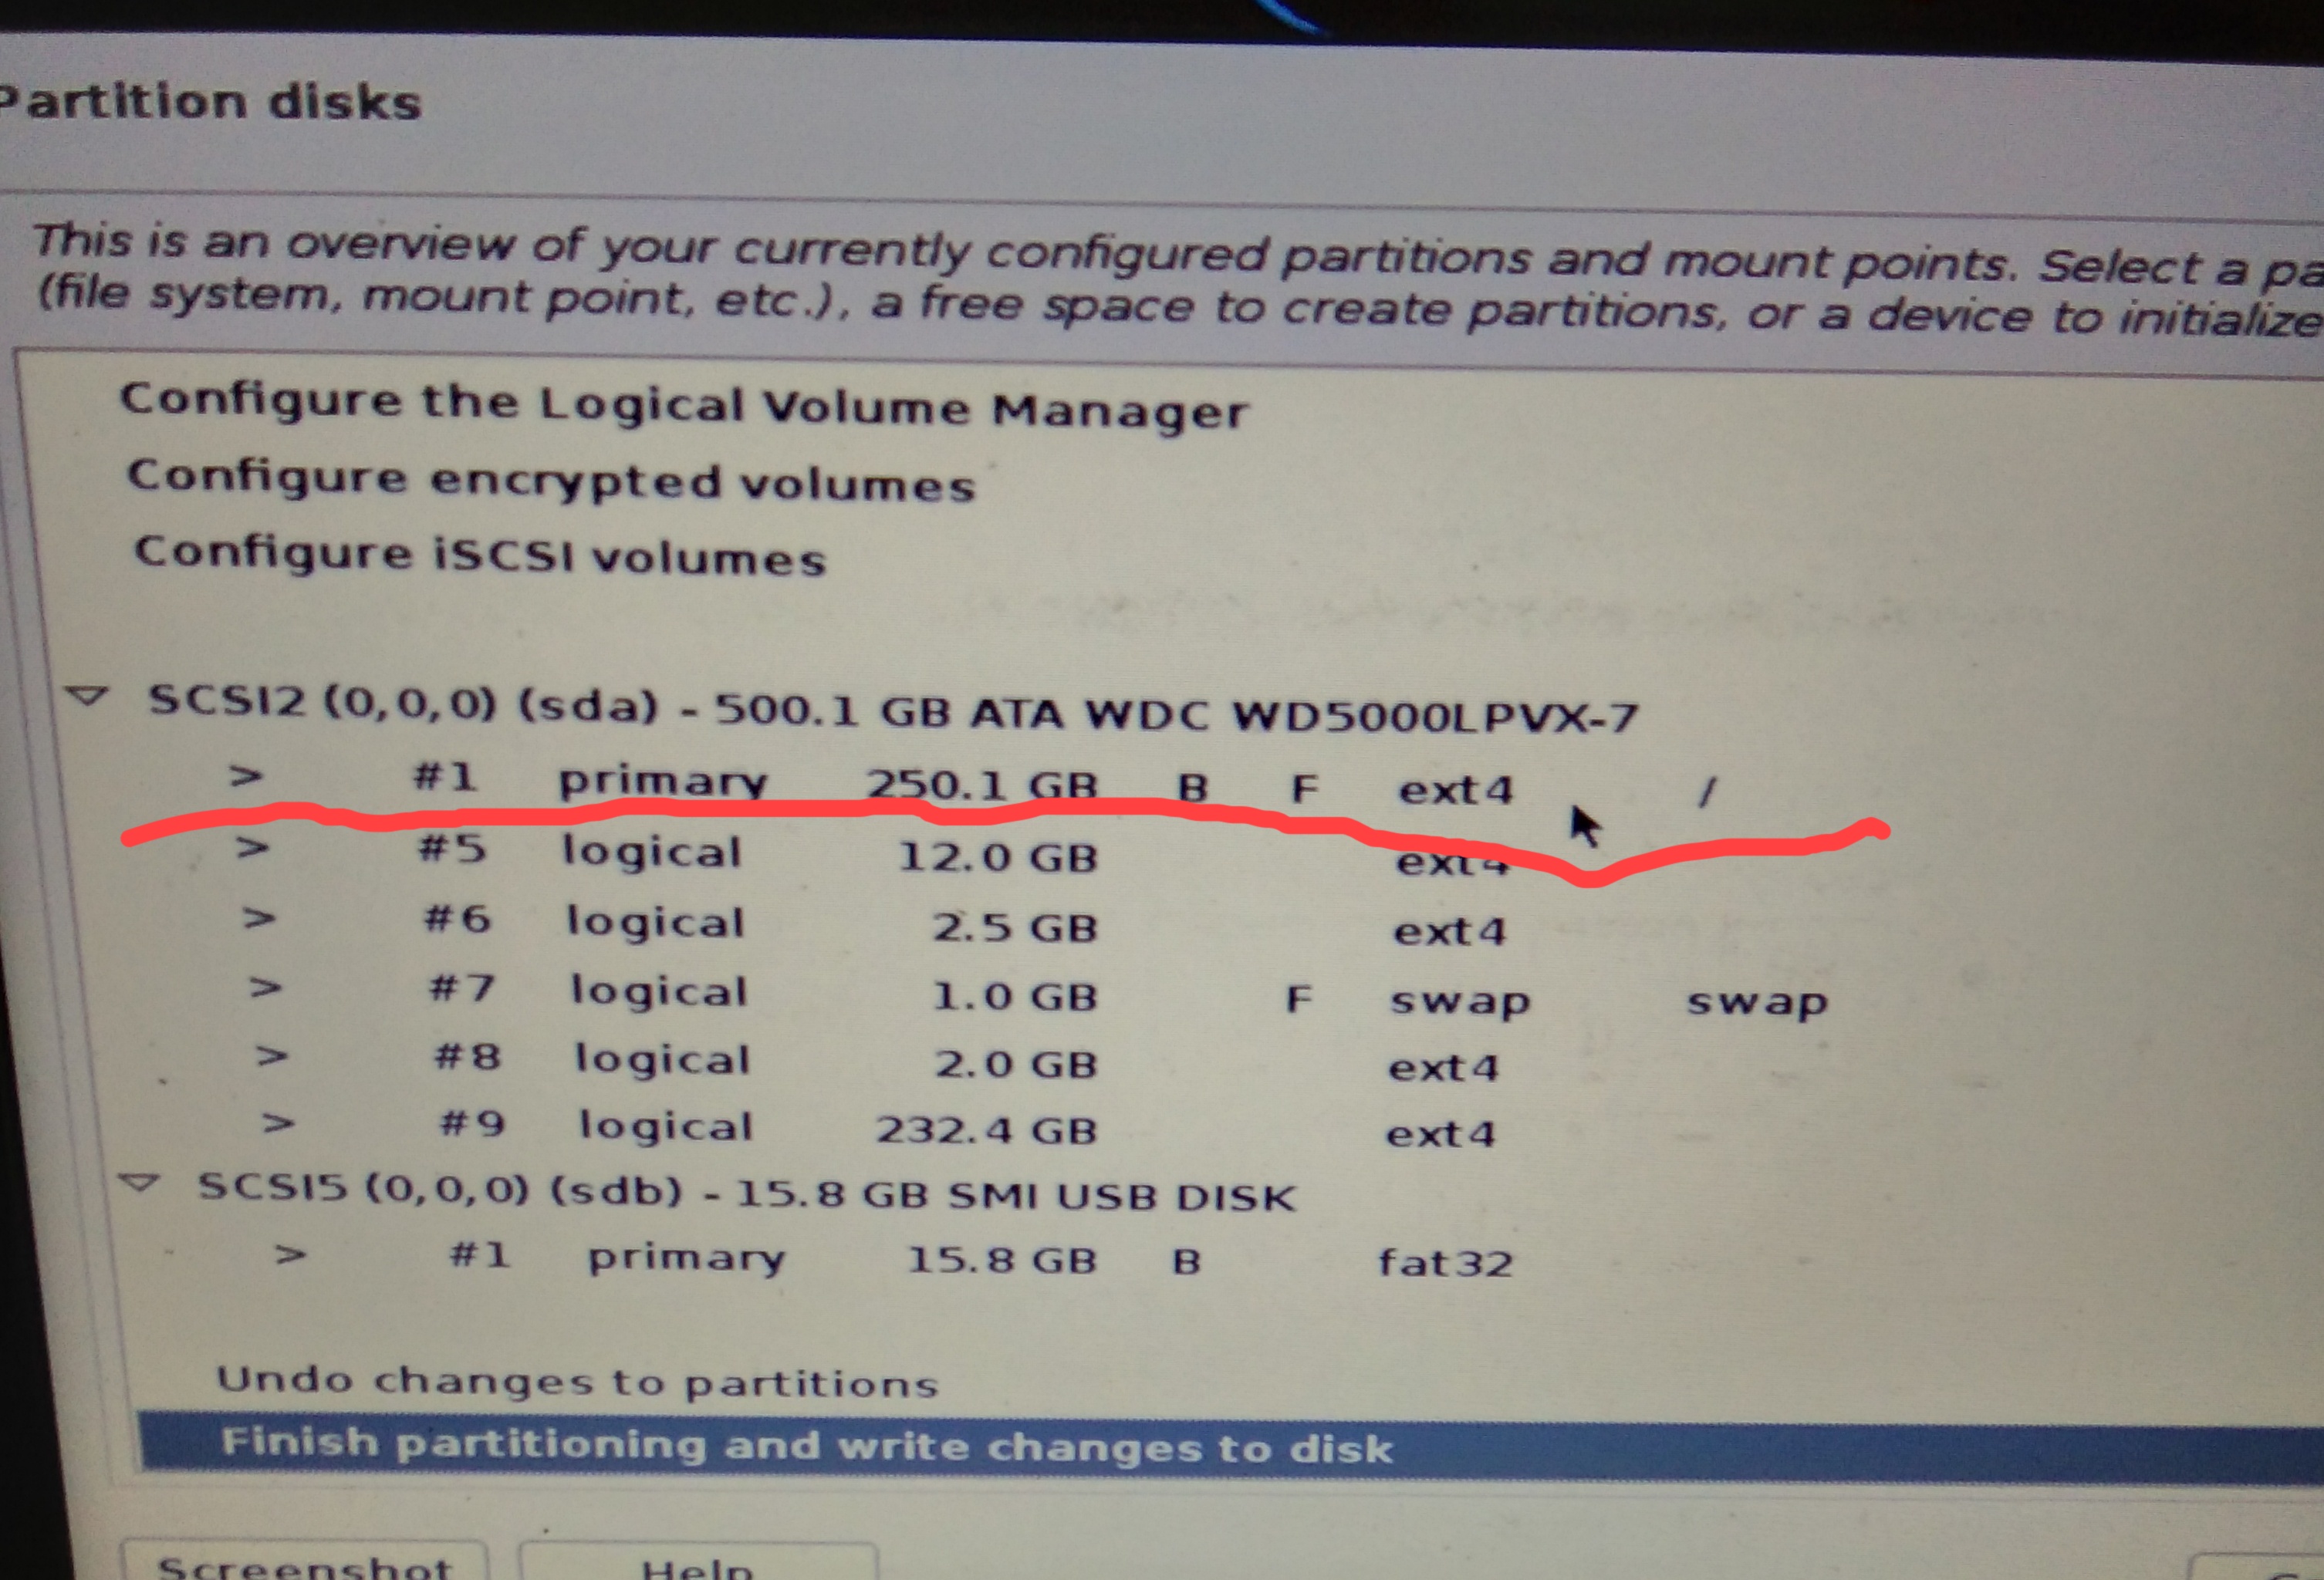 Partition disks
This is an overview of your currently configured partitions and mount points. Select a
(file system, mount point, etc.), a free space to create partitions, or a device to initialize
Configure the Logical Volume Manager
Configure encrypted volumes
Configure iSCSI volumes
SCSI2 (0,0,0) (sda) - 500.1 GB ATA WDC WD5000LPVX-7
> #1 primary 250.1 GB B F ext4 /
> #5 logical 12.0 GB ext4
> #6 logical 2.5 GB ext4
> #7 logical 1.0 GB F swap swap
> #8 logical 2.0 GB ext4
> #9 logical 232.4 GB ext4
SCSI5 (0,0,0) (sdb) - 15.8 GB SMI USB DISK
> #1 primary 15.8 GB B fat32
Undo changes to partitions
Finish partitioning and write changes to disk
Screenshot Help